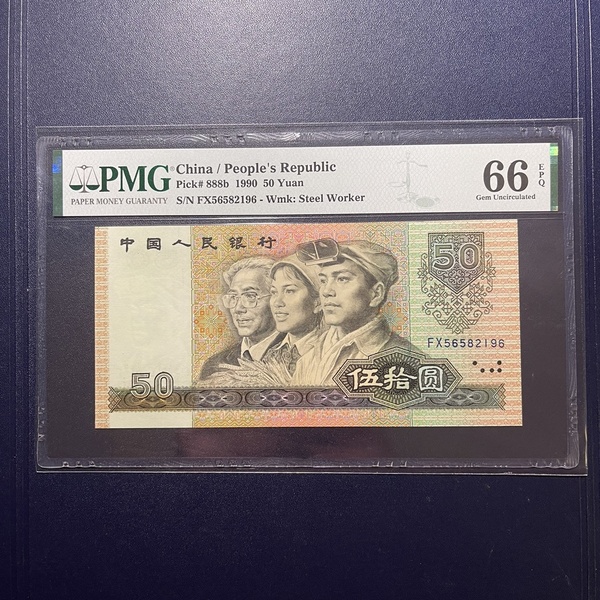 PMG
PAPER MONEY GUARANTY
China / People's Republic
Pick# 888b 1990 50 Yuan
S/N FX56582196 - Wmk: Steel Worker
66 EPQ
Gem Uncirculated
中国人民银行
50
FX56582196
50
伍拾圆